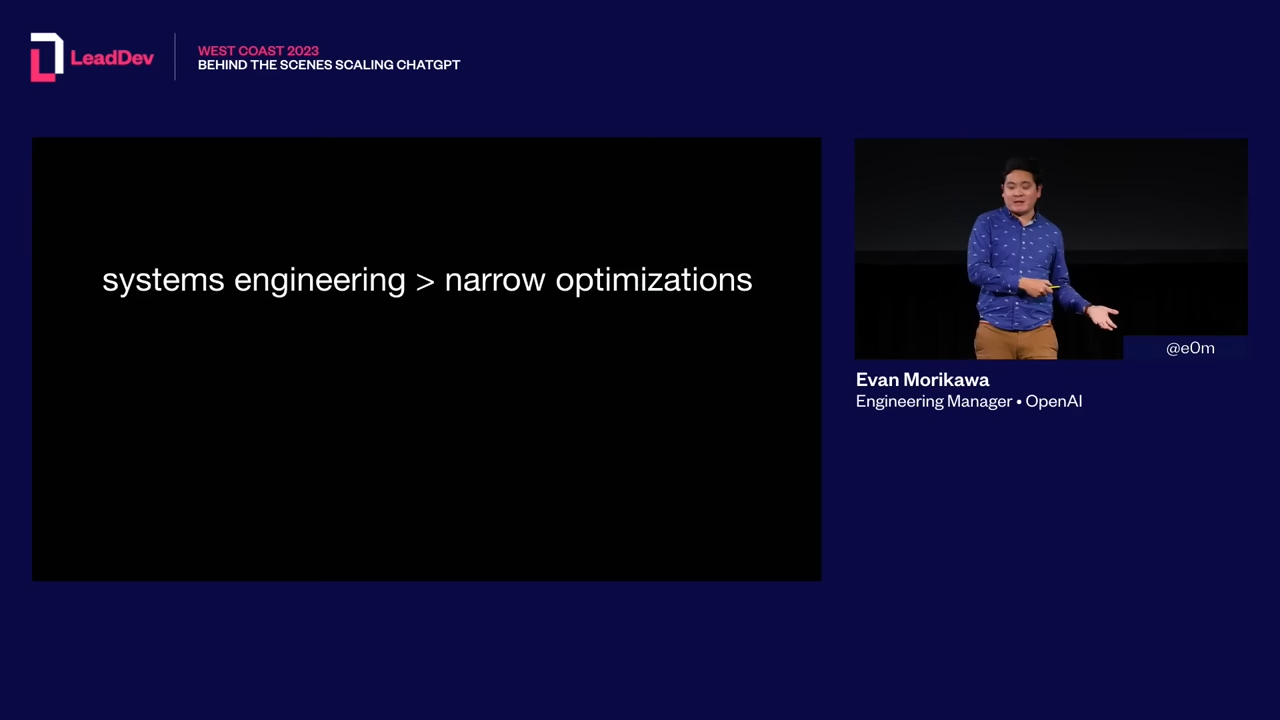 LeadDev
WEST COAST 2023
BEHIND THE SCENES SCALING CHATGPT
systems engineering > narrow optimizations
@e0m
Evan Morikawa
Engineering Manager • OpenAI